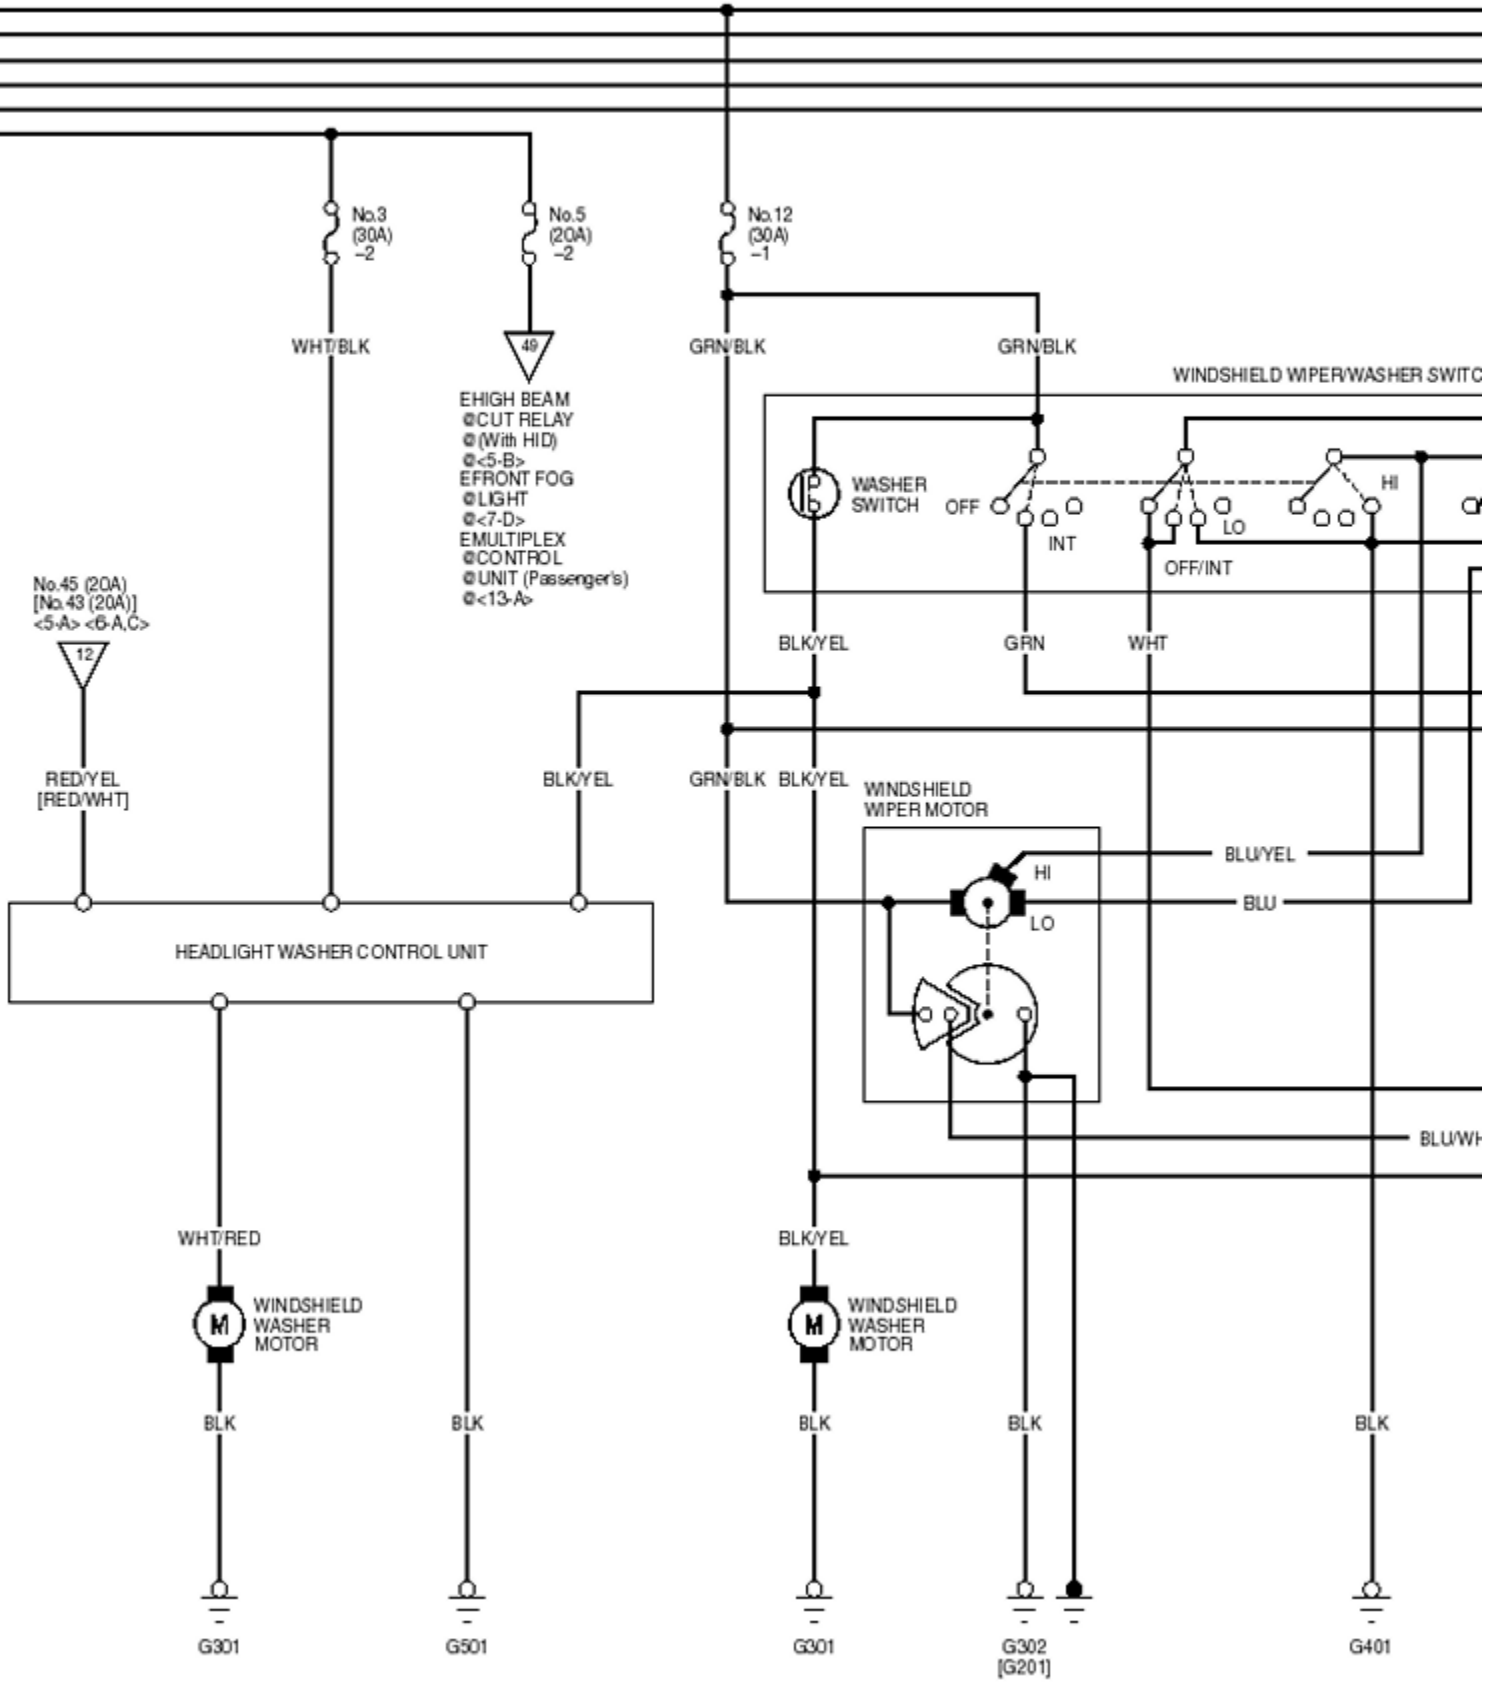 No.3
(30A)
–2
No.5
(20A)
–2
No.12
(30A)
–1
WHT/BLK
49
GRN/BLK
GRN/BLK
WINDSHIELD WIPER/WASHER SWITC
EHIGH BEAM
@CUT RELAY
@(With HID)
@<5-B>
EFRONT FOG
@LIGHT
@<7-D>
EMULTIPLEX
@CONTROL
@UNIT (Passenger's)
@<13-A>
WASHER
SWITCH
OFF
INT
LO
OFF/INT
HI
No.45 (20A)
[No.43 (20A)]
<5-A> <6-A,C>
12
BLK/YEL
GRN
WHT
RED/YEL
[RED/WHT]
BLK/YEL
GRN/BLK
BLK/YEL
WINDSHIELD
WIPER MOTOR
HI
LO
BLU/YEL
BLU
HEADLIGHT WASHER CONTROL UNIT
BLU/WH
WHT/RED
BLK/YEL
M
WINDSHIELD
WASHER
MOTOR
M
WINDSHIELD
WASHER
MOTOR
BLK
BLK
BLK
BLK
BLK
G301
G501
G301
G302
[G201]
G401